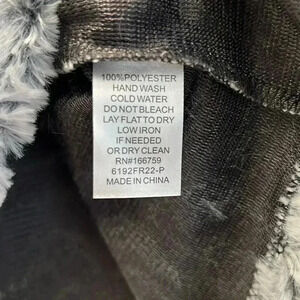 100%POLYESTER
HAND WASH
COLD WATER
DO NOT BLEACH
LAY FLAT TO DRY
LOW IRON
IF NEEDED
OR DRY CLEAN
RN#166759
6192FR22-P
MADE IN CHINA